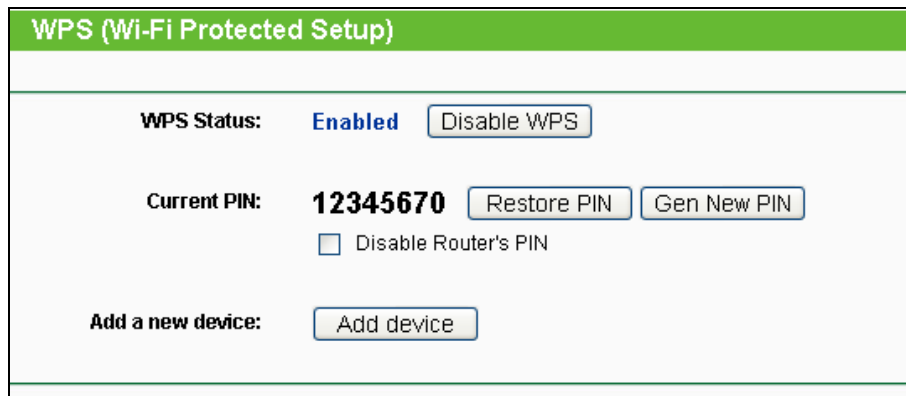 WPS (Wi-Fi Protected Setup)
WPS Status: Enabled Disable WPS
Current PIN: 12345670 Restore PIN Gen New PIN
Disable Router's PIN
Add a new device: Add device